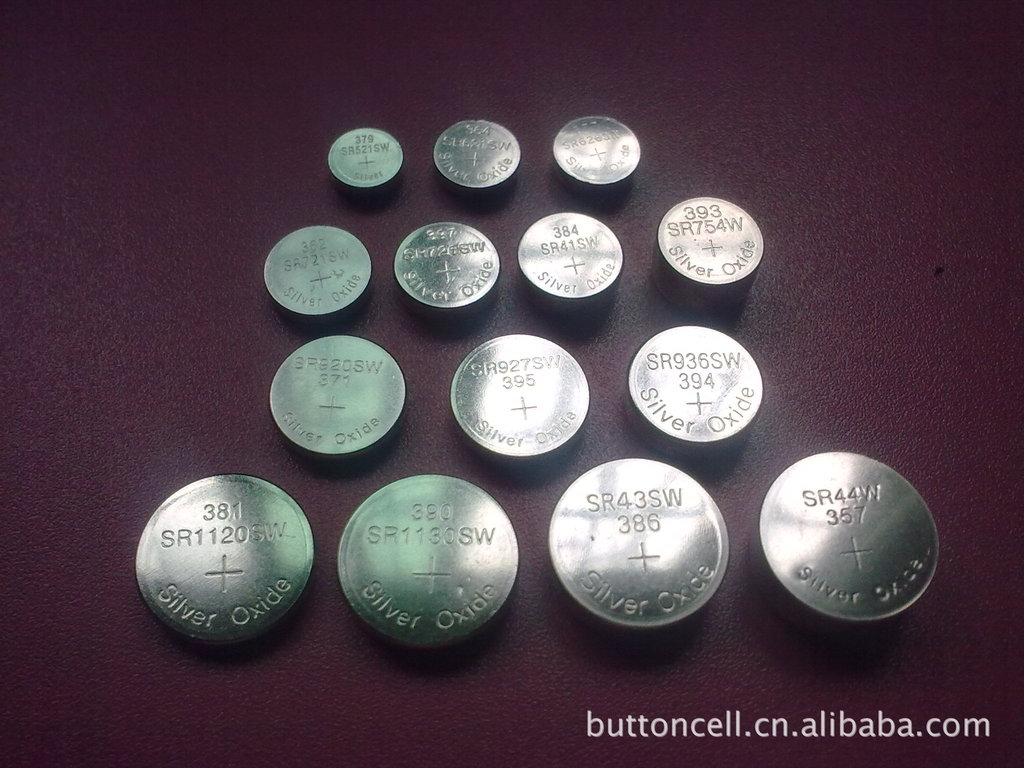 379
SR521SW
Silver
364
SR621SW
Silver Oxide
SR626SW
362
SR721SW
Silver Oxide
397
SR726SW
Silver Oxide
384
SR41SW
Silver Oxide
393
SR754W
Silver Oxide
SR920SW
371
Silver Oxide
SR927SW
395
Silver Oxide
SR936SW
394
Silver Oxide
381
SR1120SW
Silver Oxide
390
SR1130SW
Silver Oxide
SR43SW
386
Silver Oxide
SR44W
357
Silver Oxide
buttoncell.cn.alibaba.com